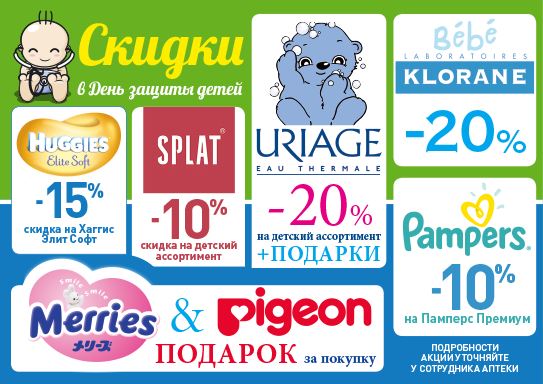 Скидки
в День защиты детей
HUGGIES
Elite Soft
-15%
скидка на Хаггис
Элит Софт
SPLAT®
-10%
скидка на детский
ассортимент
URIAGE
EAU THERMALE
-20%
на детский ассортимент
+ПОДАРКИ
Bébé
LABORATOIRES
KLORANE
-20%
Pampers®
-10%
на Памперс Премиум
Smile Smile
Merries
メリーズ
&
pigeon
ПОДАРОК за покупку
ПОДРОБНОСТИ
АКЦИИ УТОЧНЯЙТЕ
У СОТРУДНИКА АПТЕКИ